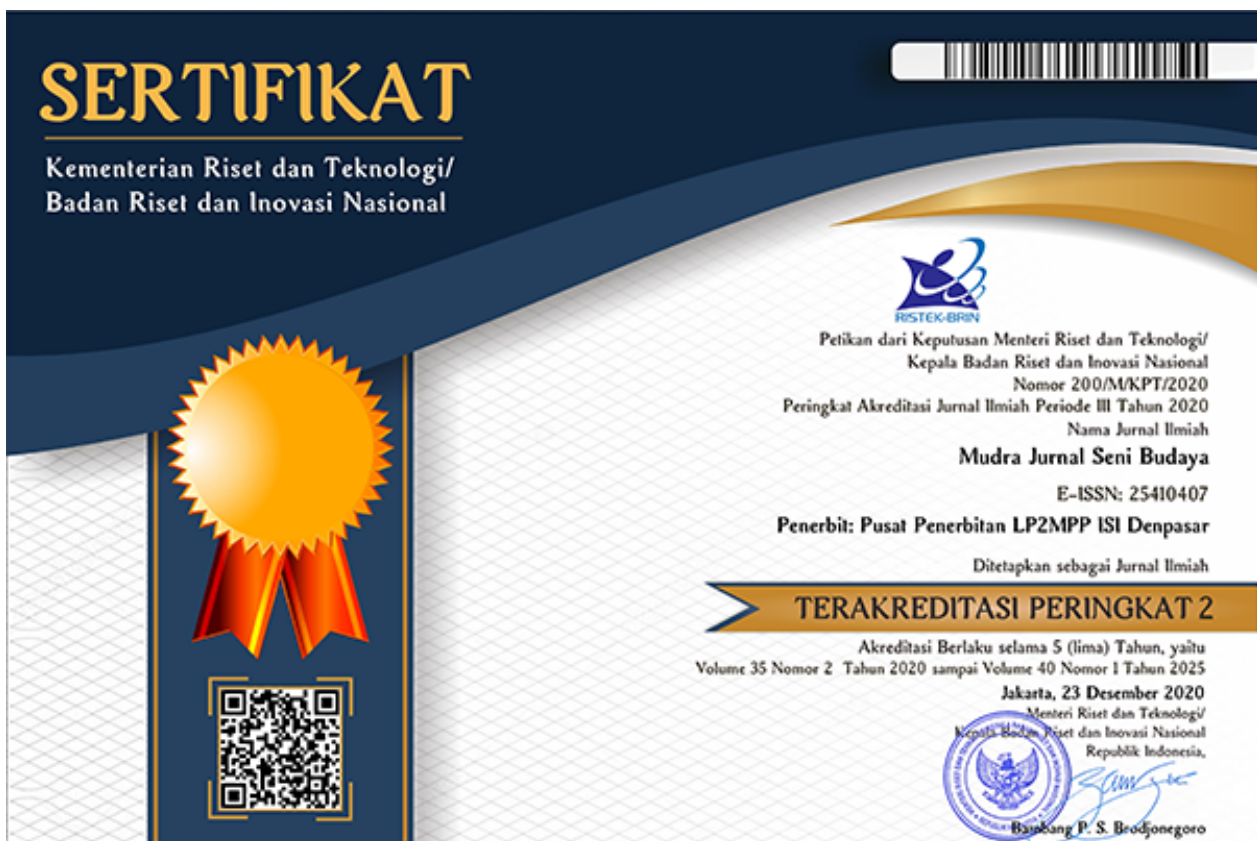 SERTIFIKAT
Kementerian Riset dan Teknologi/
Badan Riset dan Inovasi Nasional
RISTEK-BRIN
Petikan dari Keputusan Menteri Riset dan Teknologi/
Kepala Badan Riset dan Inovasi Nasional
Nomor 200/M/KPT/2020
Peringkat Akreditasi Jurnal Ilmiah Periode III Tahun 2020
Nama Jurnal Ilmiah
Mudra Jurnal Seni Budaya
E-ISSN: 25410407
Penerbit: Pusat Penerbitan LP2MPP ISI Denpasar
Ditetapkan sebagai Jurnal Ilmiah
TERAKREDITASI PERINGKAT 2
Akreditasi Berlaku selama 5 (lima) Tahun, yaitu
Volume 35 Nomor 2 Tahun 2020 sampai Volume 40 Nomor 1 Tahun 2025
Jakarta, 23 Desember 2020
Menteri Riset dan Teknologi/
Kepala Badan Riset dan Inovasi Nasional
Republik Indonesia,
Bambang P. S. Brodjonegoro